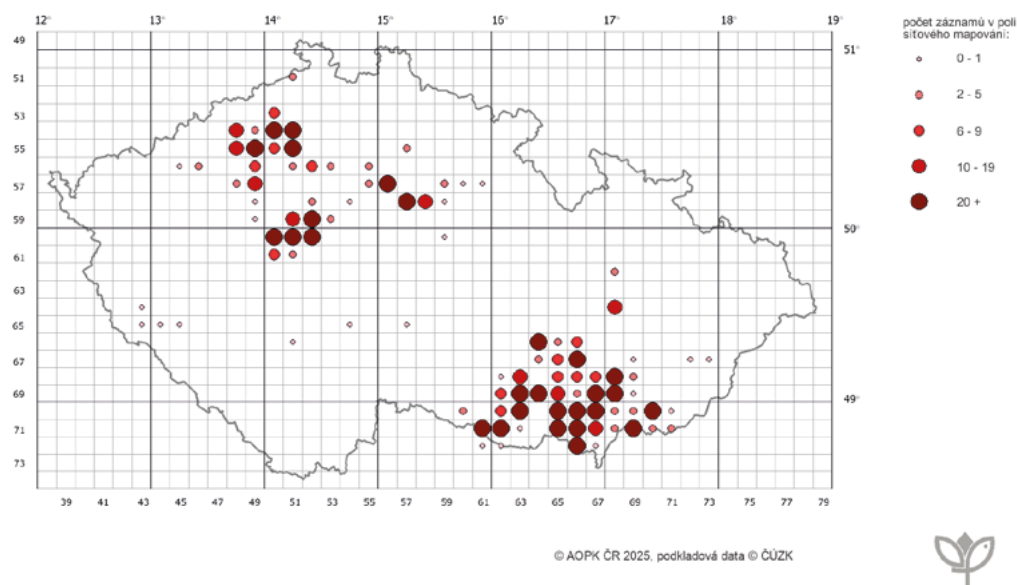 12° 13° 14° 15° 16° 17° 18° 19°
počet záznamů v poli
síťového mapování:
49 51°
0 - 1
51
2 - 5
53
6 - 9
55
10 - 19
57
20 +
59 50°
61
63
65
67
69 49°
71
73
39 41 43 45 47 49 51 53 55 57 59 61 63 65 67 69 71 73 77 79
© AOPK ČR 2025, podkladová data © ČÚZK